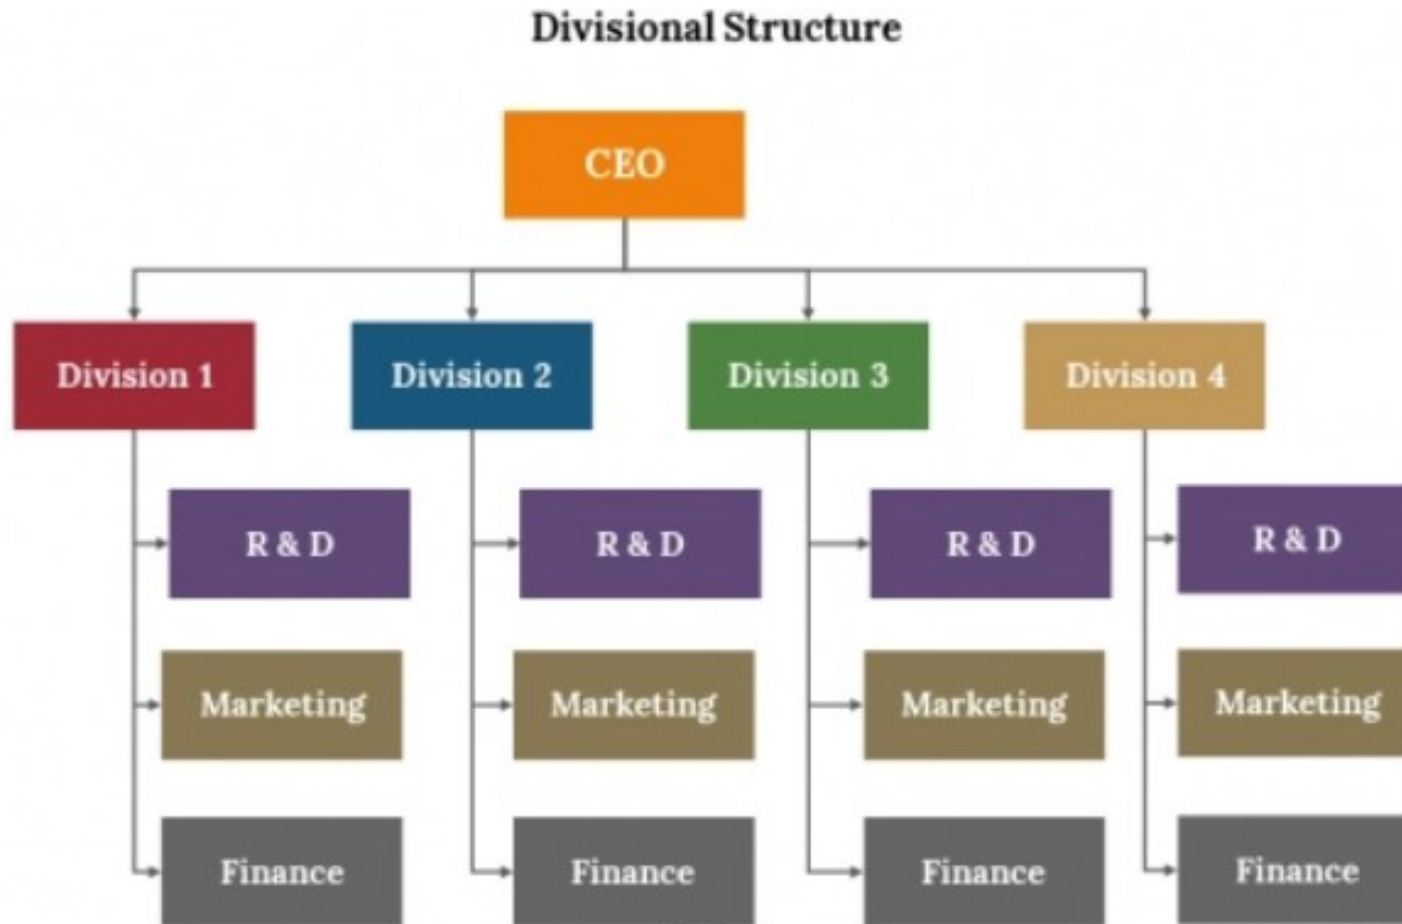 Divisional Structure
CEO
Division 1 Division 2 Division 3 Division 4
R & D R & D R & D R & D
Marketing Marketing Marketing Marketing
Finance Finance Finance Finance